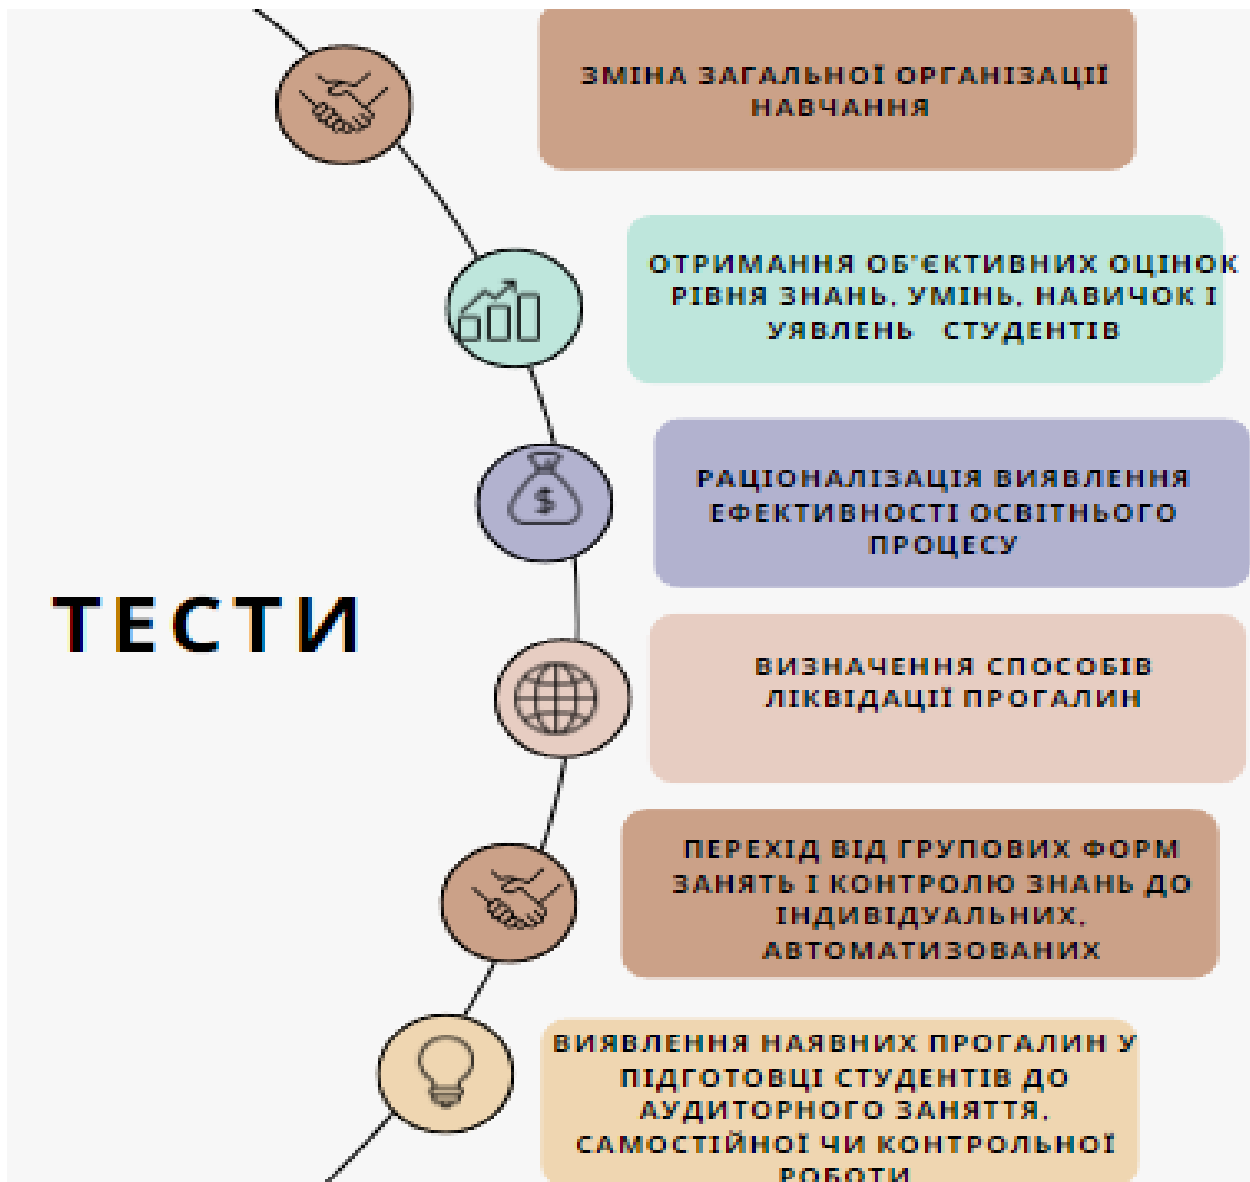 ЗМІНА ЗАГАЛЬНОЇ ОРГАНІЗАЦІЇ
НАВЧАННЯ
ОТРИМАННЯ ОБ'ЄКТИВНИХ ОЦІНОК
РІВНЯ ЗНАНЬ, УМІНЬ, НАВИЧОК І
УЯВЛЕНЬ СТУДЕНТІВ
РАЦІОНАЛІЗАЦІЯ ВИЯВЛЕННЯ
ЕФЕКТИВНОСТІ ОСВІТНЬОГО
ПРОЦЕСУ
ТЕСТИ
ВИЗНАЧЕННЯ СПОСОБІВ
ЛІКВІДАЦІЇ ПРОГАЛИН
ПЕРЕХІД ВІД ГРУПОВИХ ФОРМ
ЗАНЯТЬ І КОНТРОЛЮ ЗНАНЬ ДО
ІНДИВІДУАЛЬНИХ,
АВТОМАТИЗОВАНИХ
ВИЯВЛЕННЯ НАЯВНИХ ПРОГАЛИН У
ПІДГОТОВЦІ СТУДЕНТІВ ДО
АУДИТОРНОГО ЗАНЯТТЯ,
САМОСТІЙНОЇ ЧИ КОНТРОЛЬНОЇ
РОБОТИ